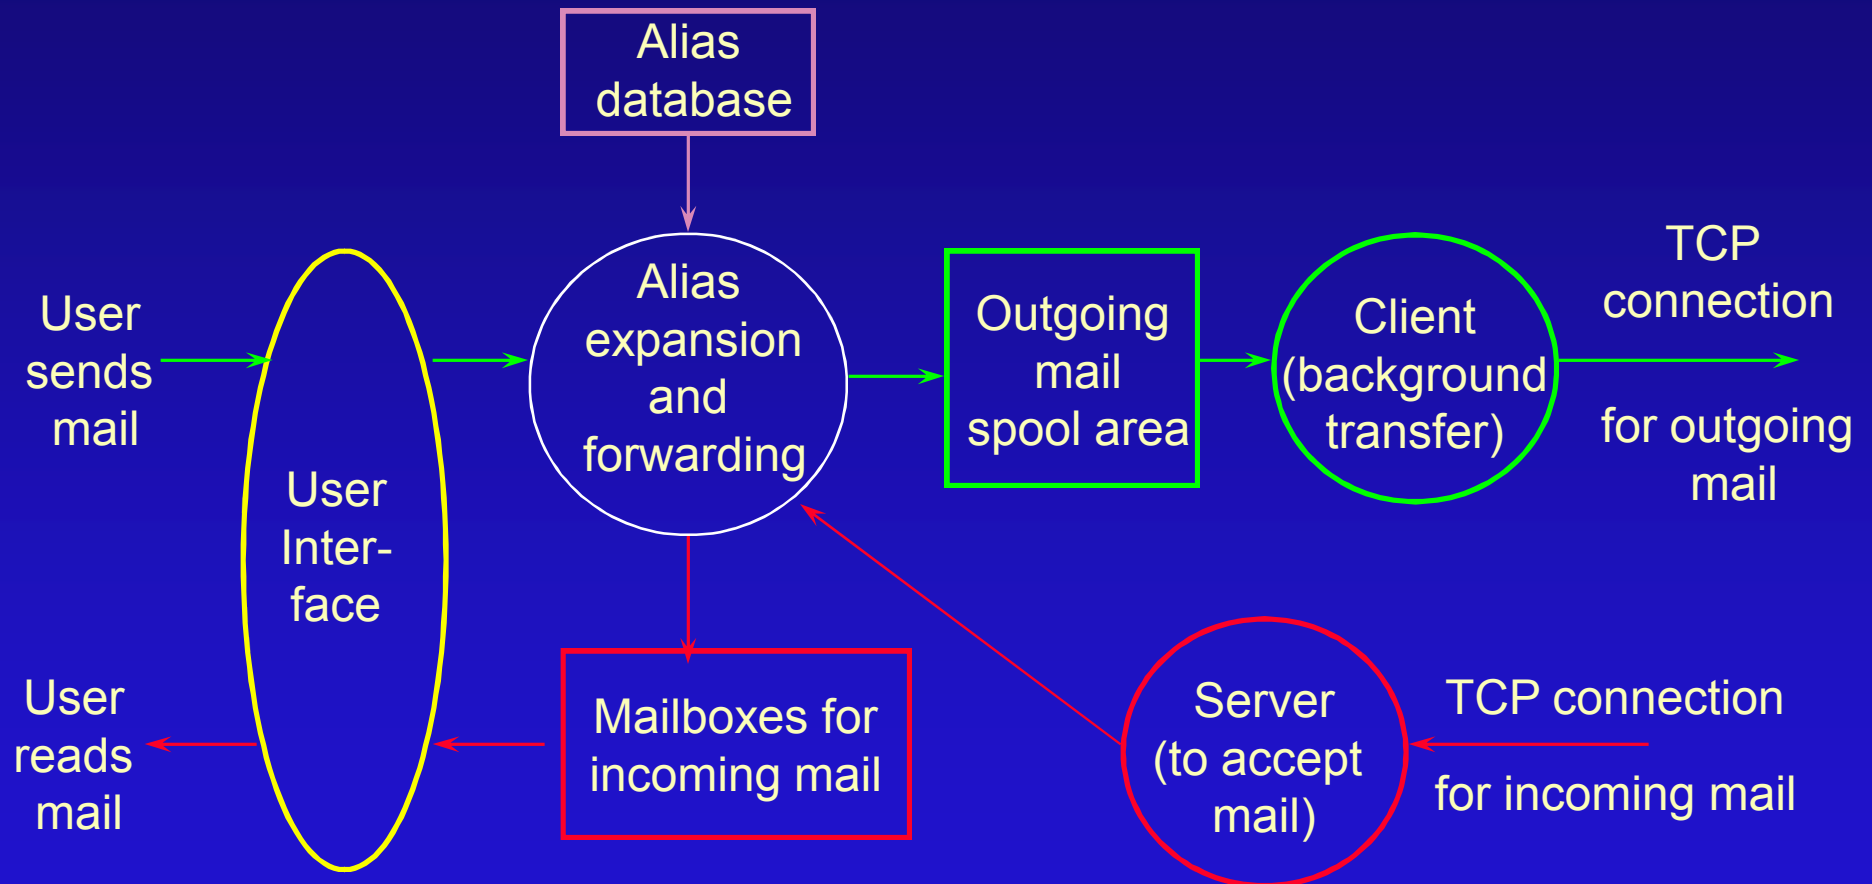 Alias
database
User
sends
mail
User
Inter-
face
Alias
expansion
and
forwarding
Outgoing
mail
spool area
Client
(background
transfer)
TCP
connection
for outgoing
mail
User
reads
mail
Mailboxes for
incoming mail
Server
(to accept
mail)
TCP connection
for incoming mail